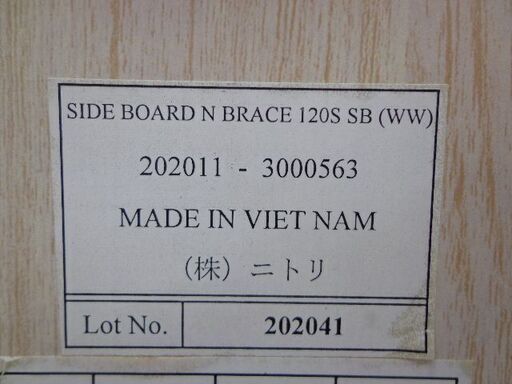 SIDE BOARD N BRACE 120S SB (WW)
202011 - 3000563
MADE IN VIET NAM
（株）ニトリ
Lot No. 202041